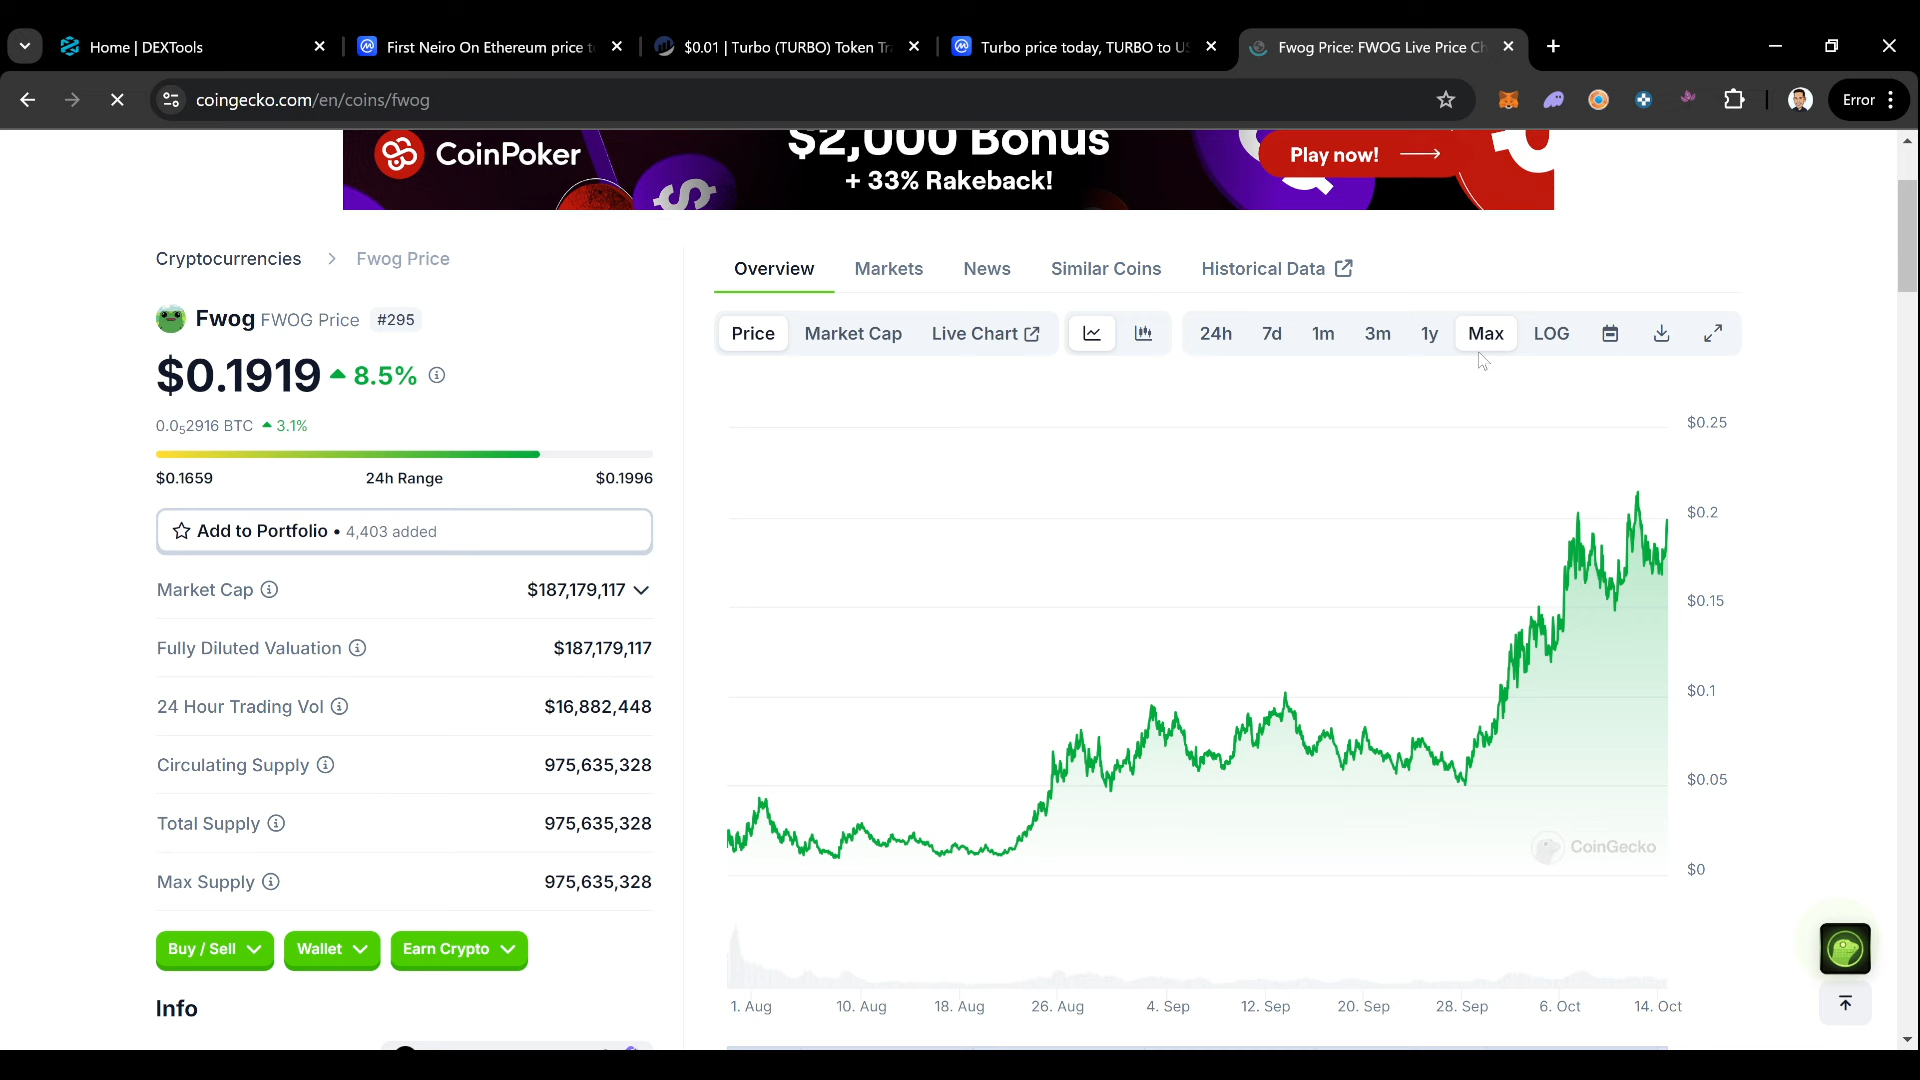 Home | DEXTools
First Neiro On Ethereum price t
$0.01 | Turbo (TURBO) Token Tr
Turbo price today, TURBO to U
Fwog Price: FWOG Live Price Ch
coingecko.com/en/coins/fwog
Error
CoinPoker
$2,000 Bonus
+ 33% Rakeback!
Play now!
Cryptocurrencies > Fwog Price
Overview
Markets
News
Similar Coins
Historical Data
Fwog FWOG Price #295
Price
Market Cap
Live Chart
24h
7d
1m
3m
1y
Max
LOG
$0.1919 8.5%
0.0₅2916 BTC 3.1%
$0.1659
24h Range
$0.1996
Add to Portfolio • 4,403 added
Market Cap $187,179,117
Fully Diluted Valuation $187,179,117
24 Hour Trading Vol $16,882,448
Circulating Supply 975,635,328
Total Supply 975,635,328
Max Supply 975,635,328
Buy / Sell
Wallet
Earn Crypto
Info
$0.25
$0.2
$0.15
$0.1
$0.05
$0
CoinGecko
1. Aug
10. Aug
18. Aug
26. Aug
4. Sep
12. Sep
20. Sep
28. Sep
6. Oct
14. Oct